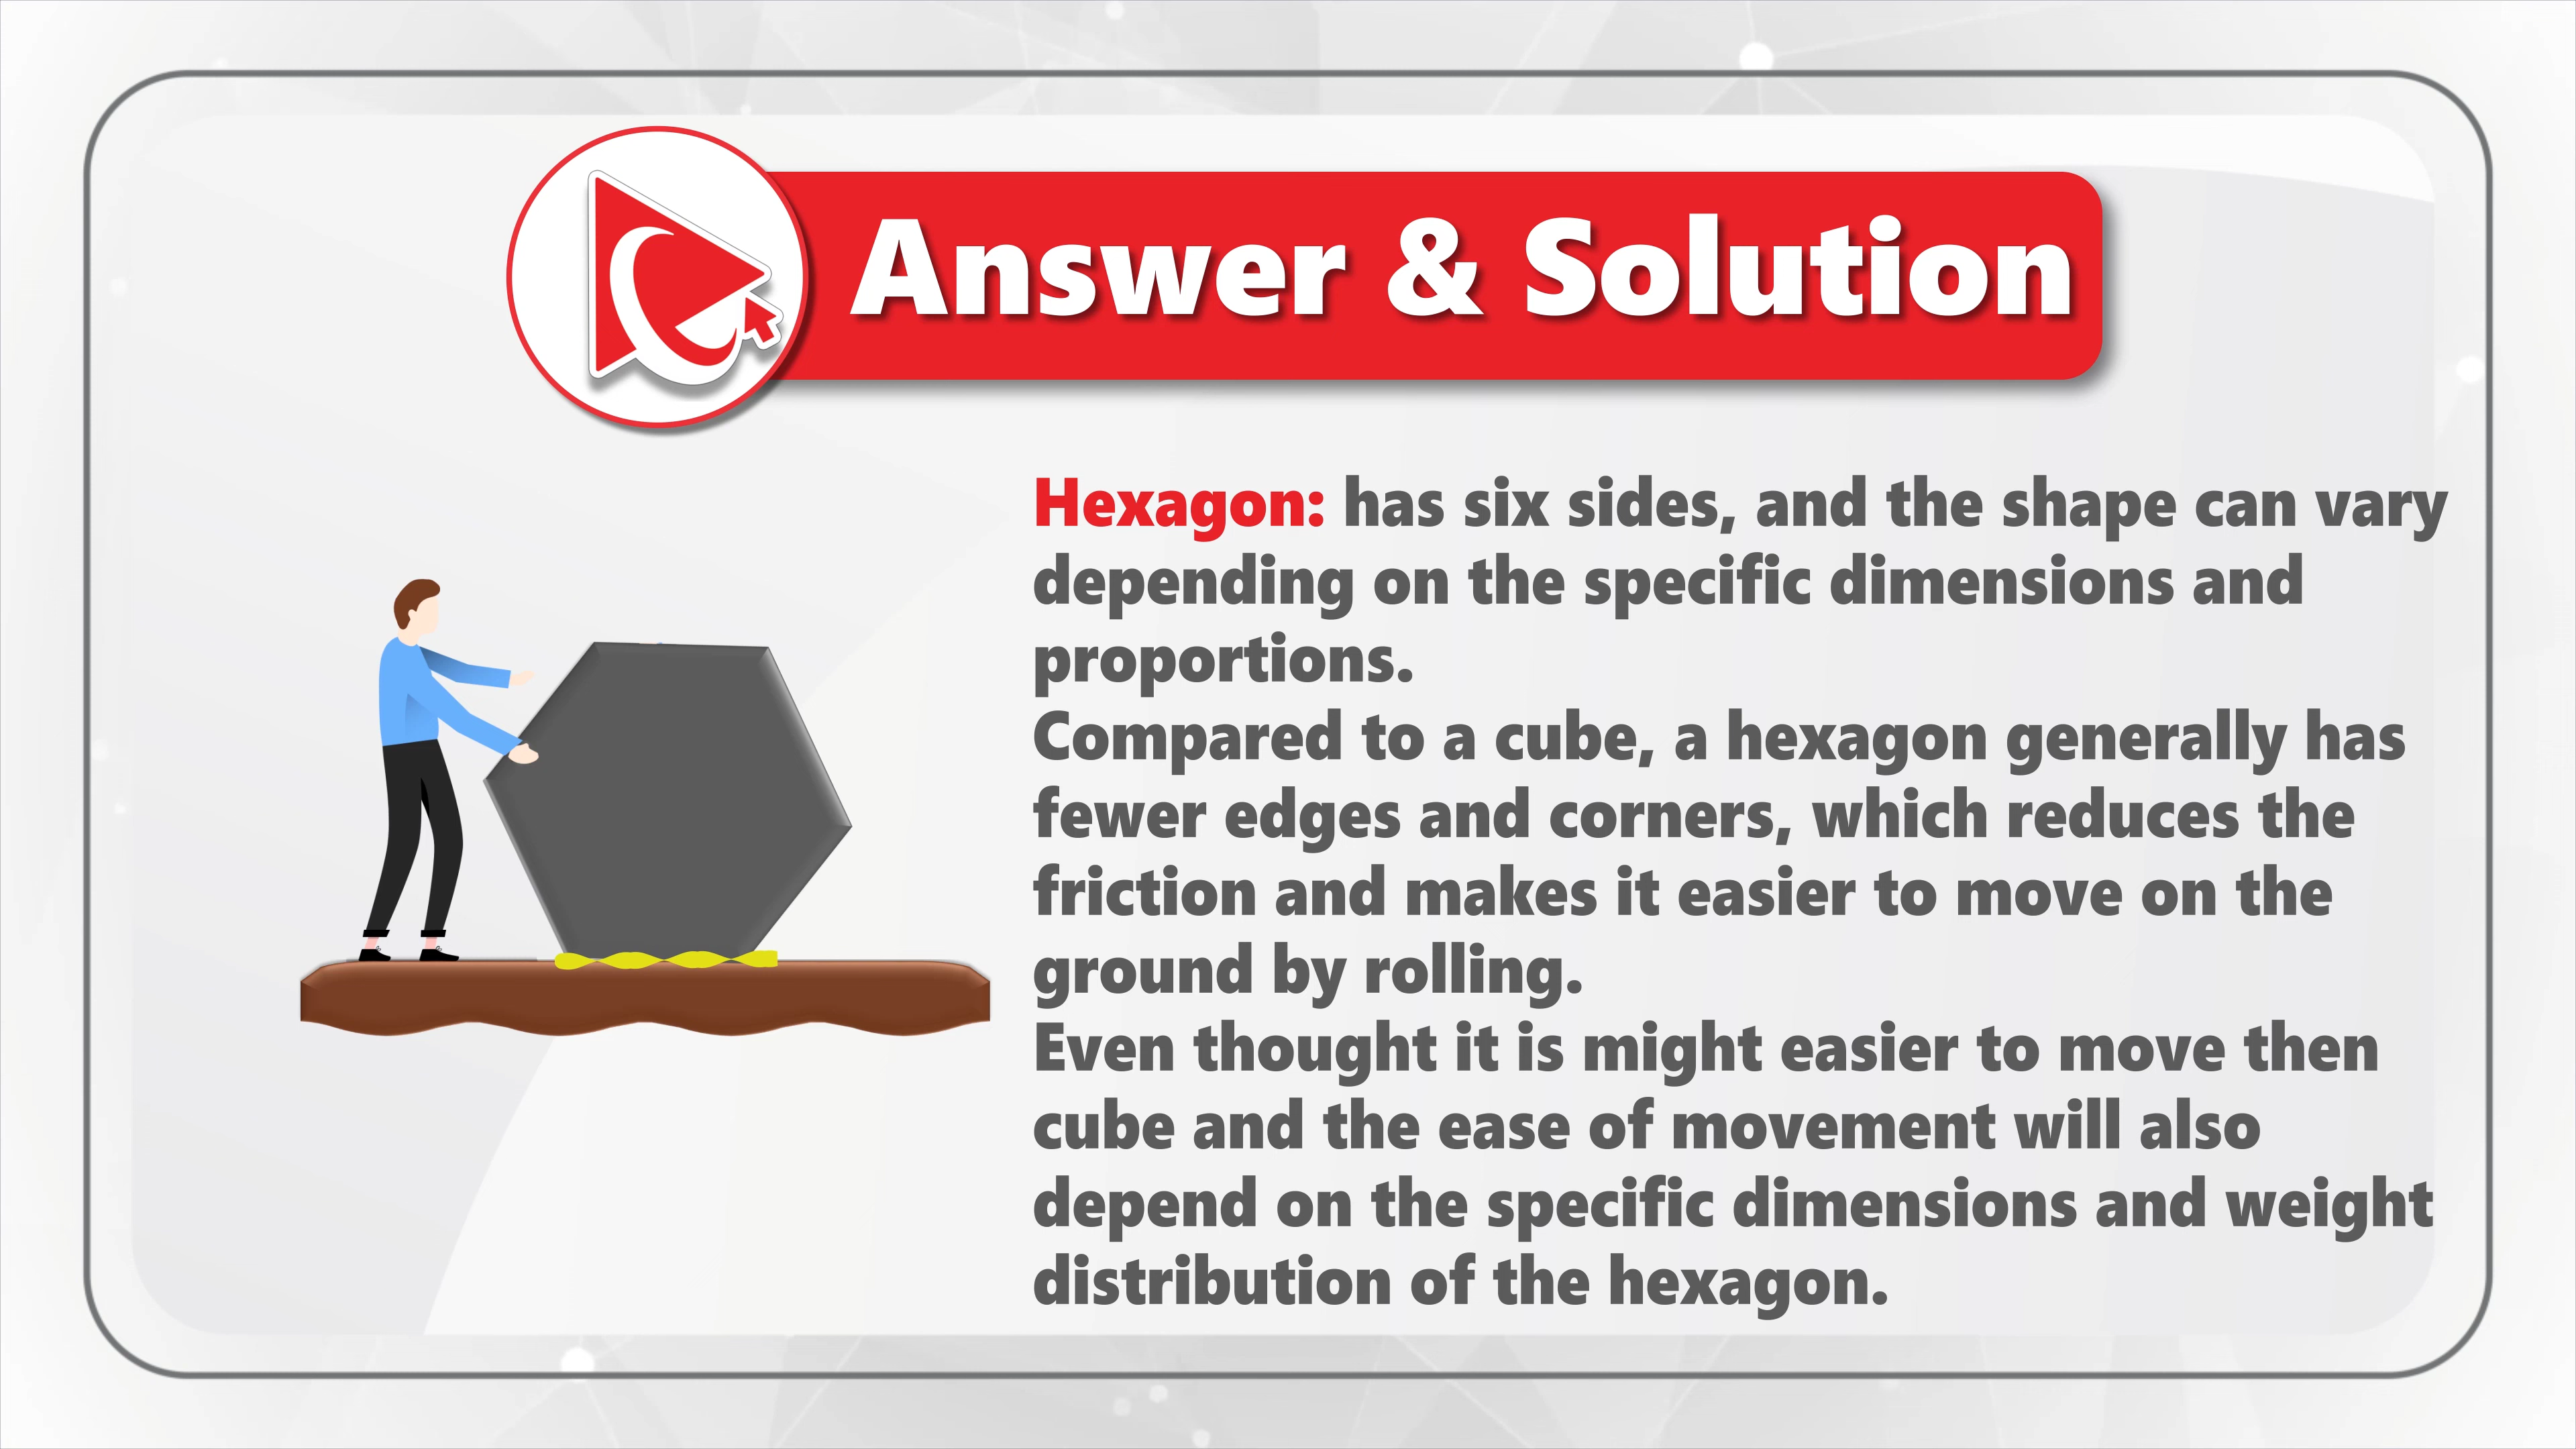 Answer & Solution
Hexagon: has six sides, and the shape can vary
depending on the specific dimensions and
proportions.
Compared to a cube, a hexagon generally has
fewer edges and corners, which reduces the
friction and makes it easier to move on the
ground by rolling.
Even thought it is might easier to move then
cube and the ease of movement will also
depend on the specific dimensions and weight
distribution of the hexagon.